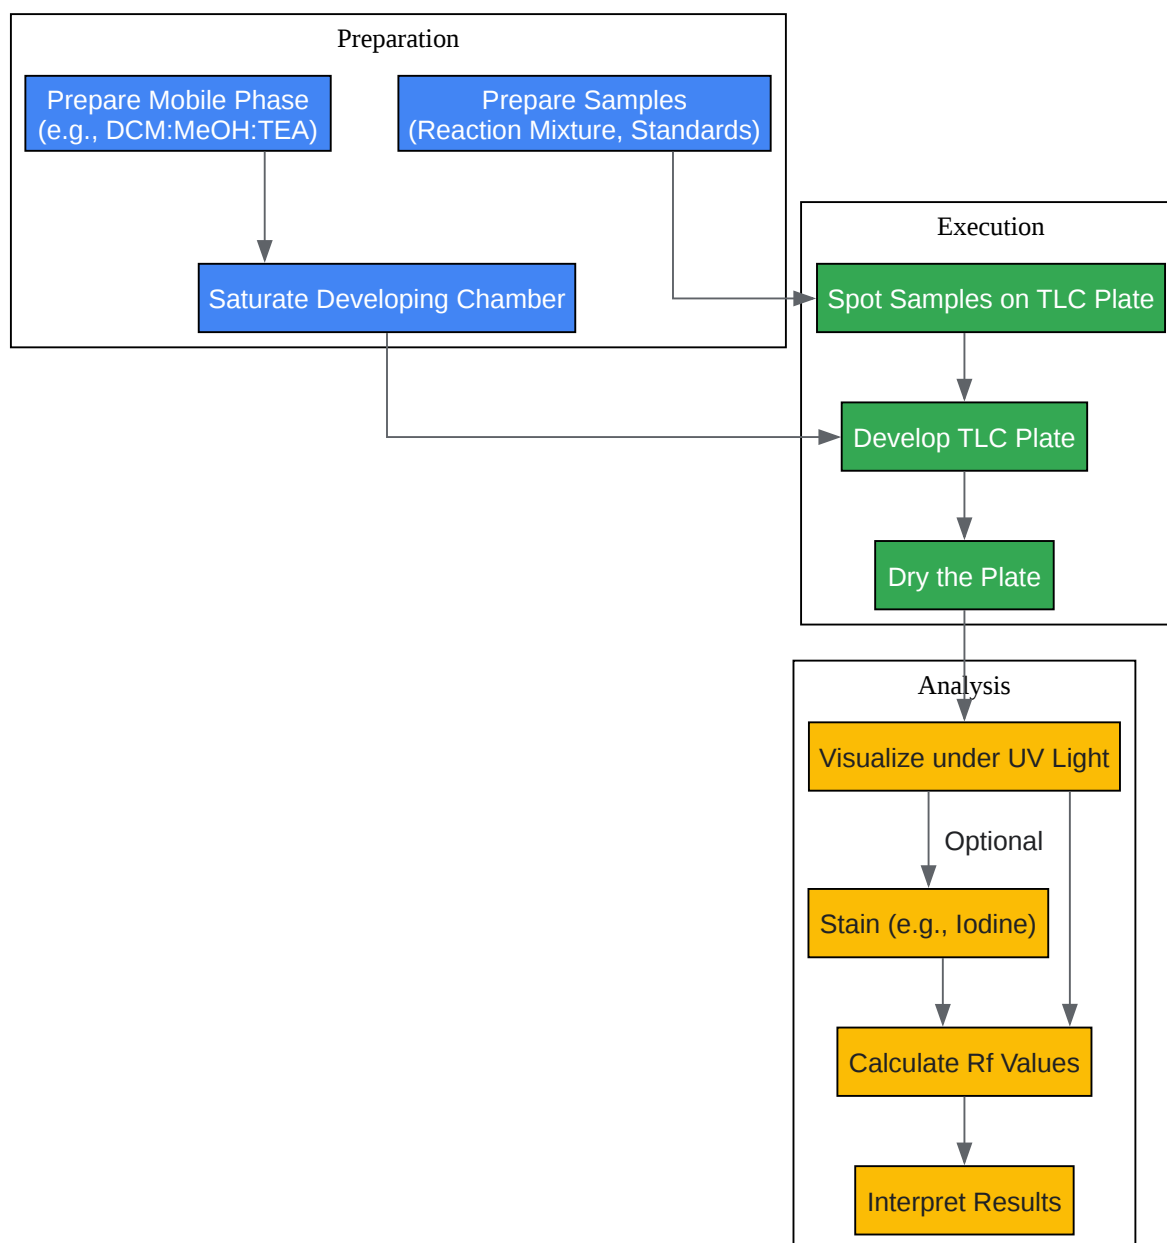 Preparation
Prepare Mobile Phase
(e.g., DCM:MeOH:TEA)
Prepare Samples
(Reaction Mixture, Standards)
Saturate Developing Chamber
Execution
Spot Samples on TLC Plate
Develop TLC Plate
Dry the Plate
Analysis
Visualize under UV Light
Optional
Stain (e.g., Iodine)
Calculate Rf Values
Interpret Results